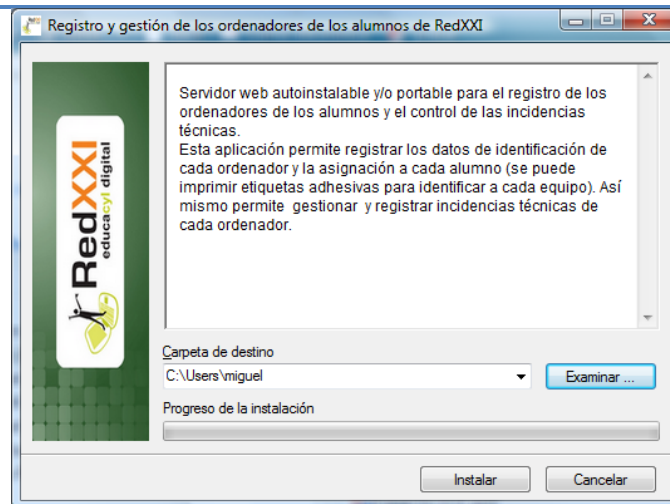 Registro y gestión de los ordenadores de los alumnos de RedXXI
Servidor web autoinstalable y/o portable para el registro de los
ordenadores de los alumnos y el control de las incidencias
técnicas.
Esta aplicación permite registrar los datos de identificación de
cada ordenador y la asignación a cada alumno (se puede
imprimir etiquetas adhesivas para identificar a cada equipo). Así
mismo permite gestionar y registrar incidencias técnicas de
cada ordenador.
RedXXI
educacyl digital
Carpeta de destino
C:\Users\miguel
Examinar ...
Progreso de la instalación
Instalar
Cancelar